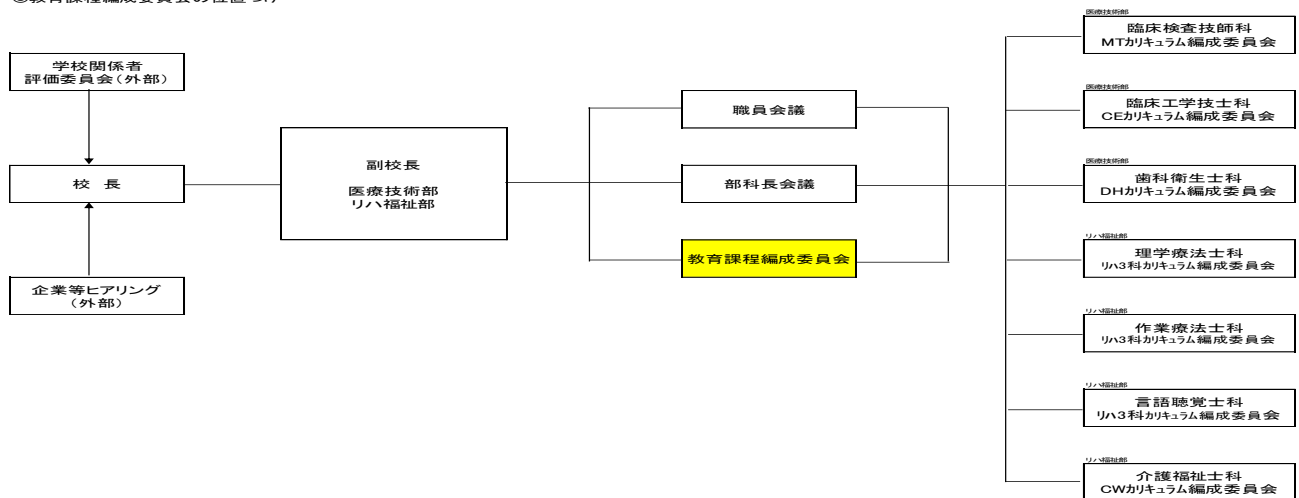 教育課程編成委員会の位置づけ
学校関係者
評価委員会(外部)
校 長
企業等ヒアリング
(外部)
副校長
医療技術部
リハ福祉部
職員会議
部科長会議
教育課程編成委員会
医療技術部
臨床検査技師科
MTカリキュラム編成委員会
医療技術部
臨床工学技士科
CEカリキュラム編成委員会
医療技術部
歯科衛生士科
DHカリキュラム編成委員会
リハ福祉部
理学療法士科
リハ3科カリキュラム編成委員会
リハ福祉部
作業療法士科
リハ3科カリキュラム編成委員会
リハ福祉部
言語聴覚士科
リハ3科カリキュラム編成委員会
リハ福祉部
介護福祉士科
CWカリキュラム編成委員会